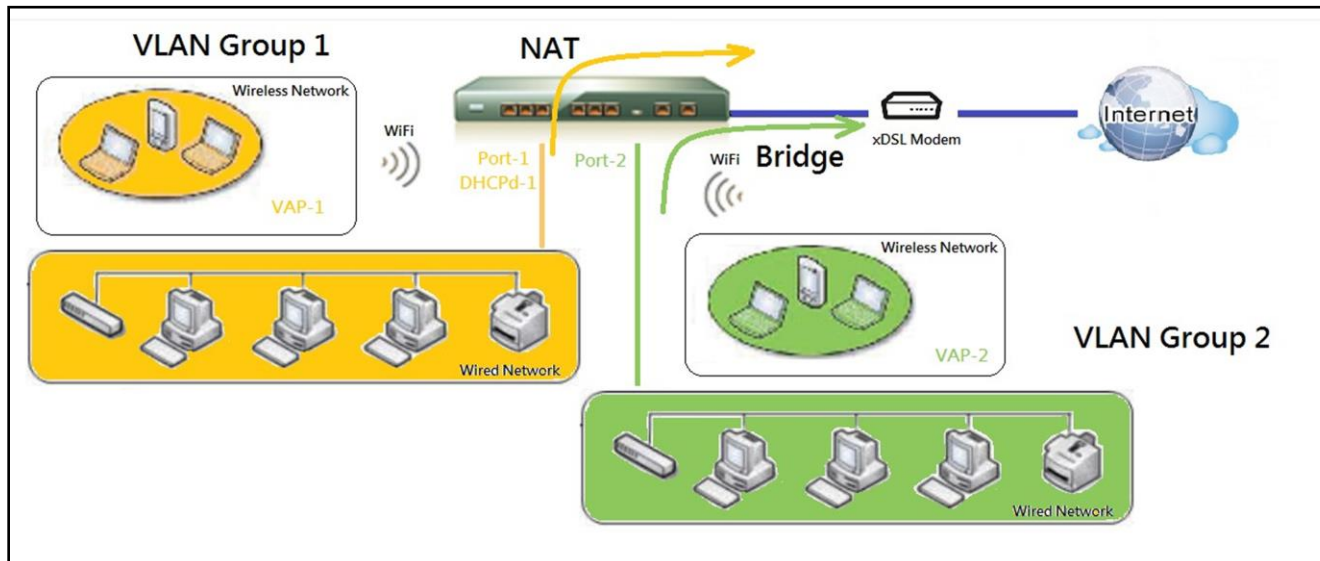 VLAN Group 1
NAT
Wireless Network
WiFi
VAP-1
Port-1
DHCPd-1
Port-2
WiFi
Bridge
xDSL Modem
Internet
Wired Network
Wireless Network
VAP-2
VLAN Group 2
Wired Network